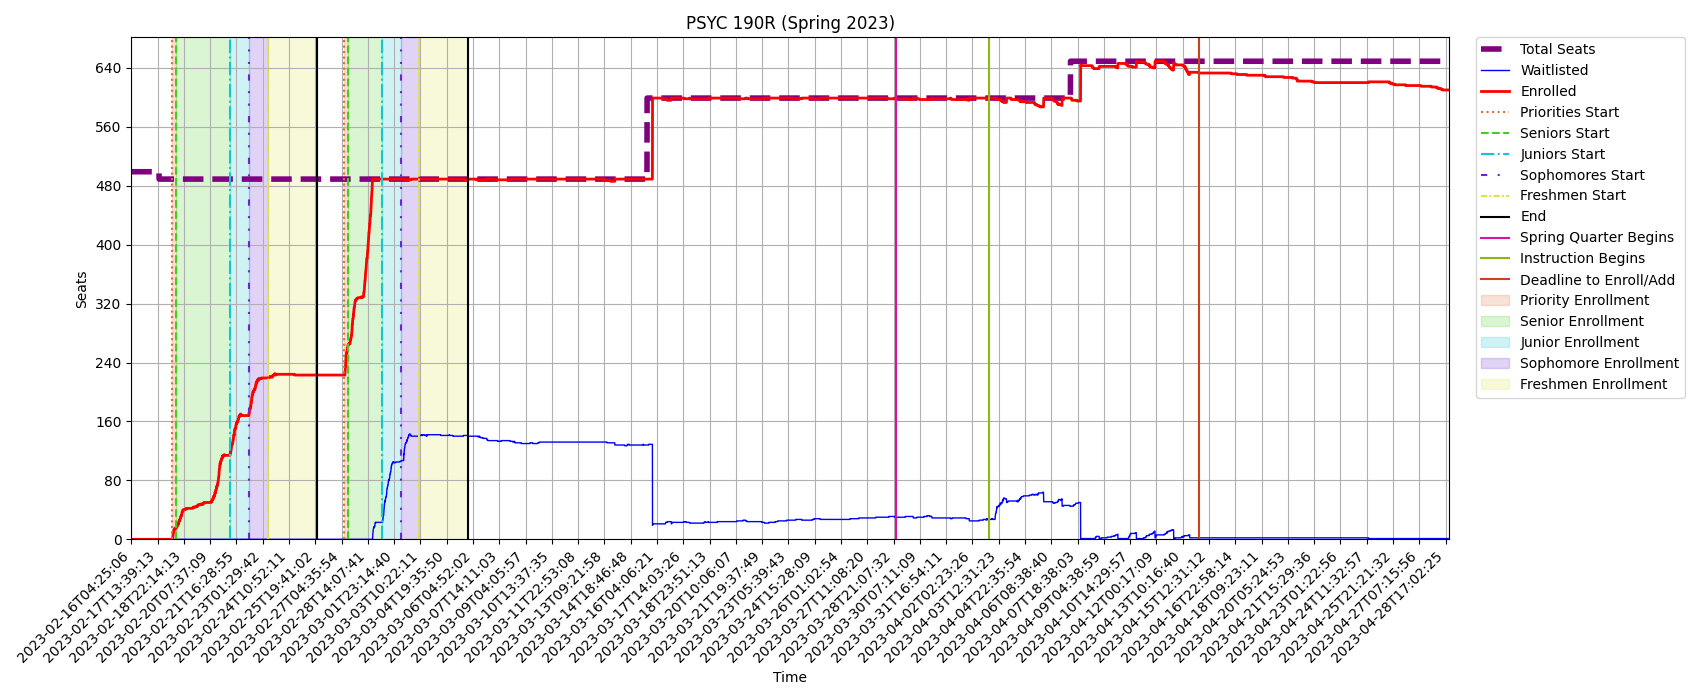 PSYC 190R (Spring 2023)
Seats
640
560
480
400
320
240
160
80
0
2023-02-16T04:25:06
2023-02-17T13:39:13
2023-02-18T22:14:13
2023-02-20T07:37:09
2023-02-21T16:28:55
2023-02-23T01:29:42
2023-02-24T10:52:11
2023-02-25T19:41:02
2023-02-27T04:35:54
2023-02-28T14:07:41
2023-03-01T23:14:40
2023-03-03T10:22:11
2023-03-04T19:35:50
2023-03-06T04:52:02
2023-03-07T14:11:03
2023-03-09T04:05:57
2023-03-10T13:37:35
2023-03-11T22:53:08
2023-03-13T09:21:58
2023-03-14T18:46:48
2023-03-16T04:06:21
2023-03-17T14:03:26
2023-03-18T23:51:13
2023-03-20T10:06:07
2023-03-21T19:37:49
2023-03-23T05:39:43
2023-03-24T15:28:09
2023-03-26T01:02:54
2023-03-27T11:08:20
2023-03-28T21:07:32
2023-03-30T07:11:09
2023-03-31T16:54:11
2023-04-02T02:23:26
2023-04-03T12:31:23
2023-04-04T22:35:54
2023-04-06T08:38:40
2023-04-07T18:38:03
2023-04-09T04:38:59
2023-04-10T14:29:57
2023-04-12T00:17:09
2023-04-13T10:16:40
2023-04-15T12:31:12
2023-04-16T22:58:14
2023-04-18T09:23:11
2023-04-20T05:24:53
2023-04-21T15:29:36
2023-04-23T01:22:56
2023-04-24T11:32:57
2023-04-25T21:21:32
2023-04-27T07:15:56
2023-04-28T17:02:25
Time
Total Seats
Waitlisted
Enrolled
Priorities Start
Seniors Start
Juniors Start
Sophomores Start
Freshmen Start
End
Spring Quarter Begins
Instruction Begins
Deadline to Enroll/Add
Priority Enrollment
Senior Enrollment
Junior Enrollment
Sophomore Enrollment
Freshmen Enrollment